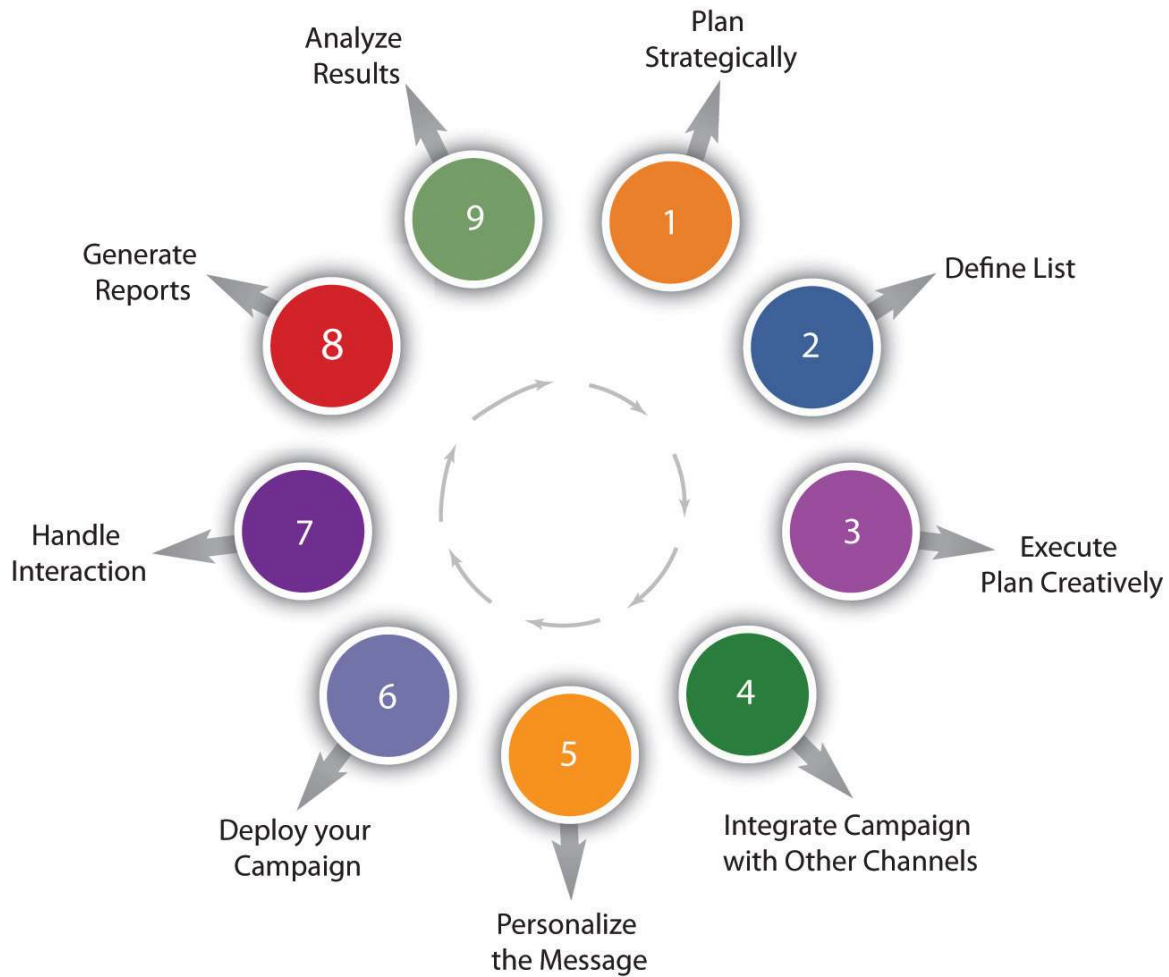 1
Plan
Strategically
2
Define List
3
Execute
Plan Creatively
4
Integrate Campaign
with Other Channels
5
Personalize
the Message
6
Deploy your
Campaign
7
Handle
Interaction
8
Generate
Reports
9
Analyze
Results